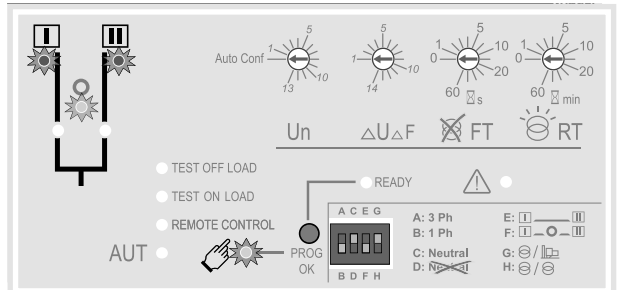 I II
5 5 5 5
1 1 1 10 1 10
Auto Conf 0 0
10 10 20 20
13 14 60 s 60 min
Un △U△F FT RT
TEST OFF LOAD
READY
TEST ON LOAD
REMOTE CONTROL
A C E G
A: 3 Ph E: I II
B: 1 Ph F: I O II
AUT
PROG
OK
C: Neutral G: /
D: Neutral H: /
B D F H